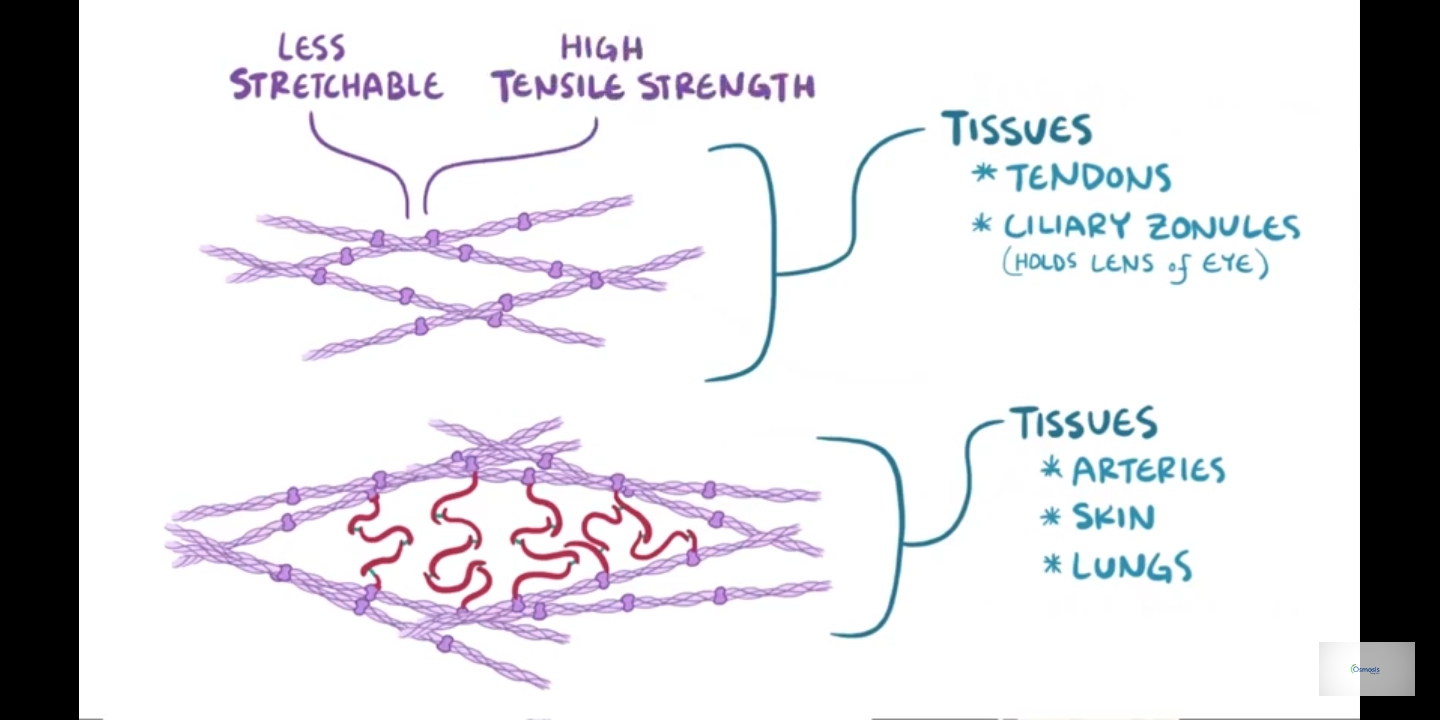 LESS
STRETCHABLE
HIGH
TENSILE STRENGTH
TISSUES
* TENDONS
* CILIARY ZONULES
(HOLDS LENS of EYE)
TISSUES
* ARTERIES
* SKIN
* LUNGS
Osmosis